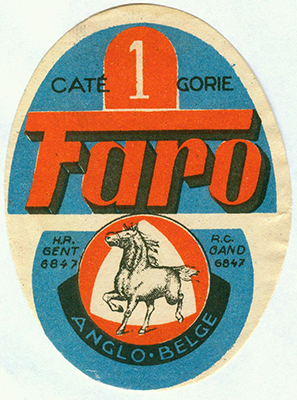 CATÉ 1 GORIE
Faro
H.R. GENT 6847
R.C. GAND 6847
ANGLO·BELGE